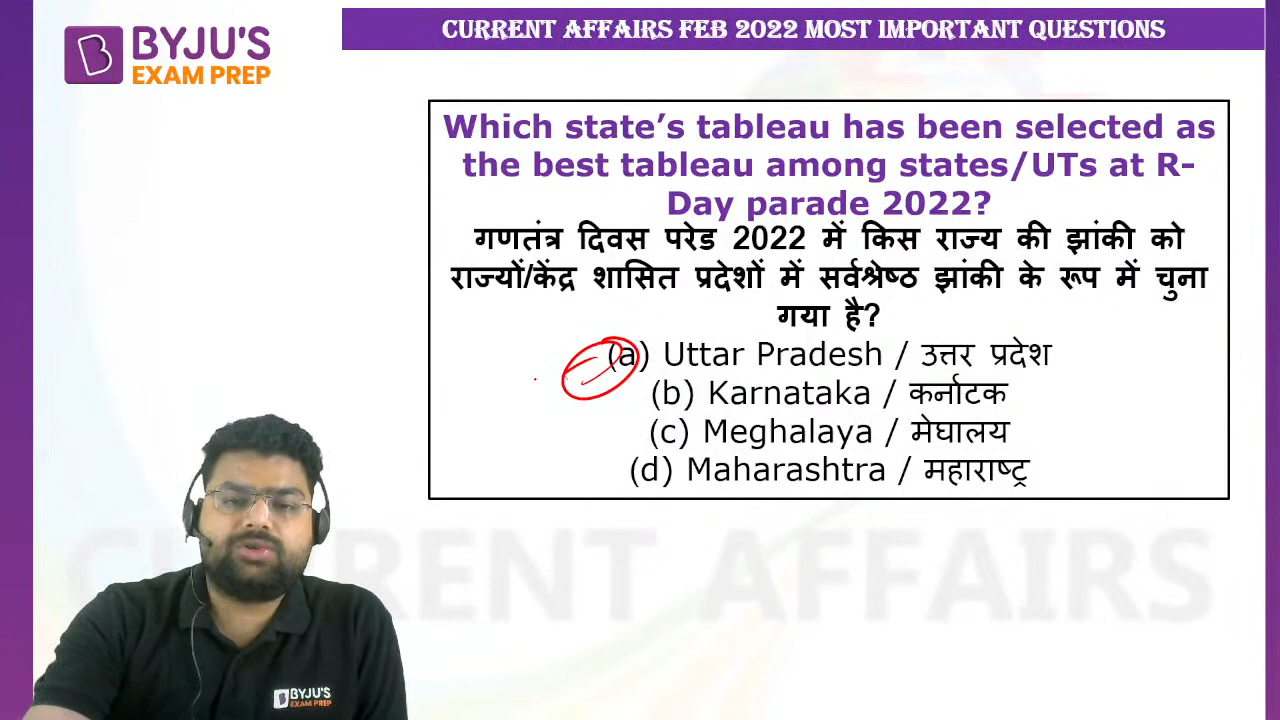 BYJU'S
EXAM PREP
CURRENT AFFAIRS FEB 2022 MOST IMPORTANT QUESTIONS
Which state’s tableau has been selected as
the best tableau among states/UTs at R-
Day parade 2022?
गणतंत्र दिवस परेड 2022 में किस राज्य की झांकी को
राज्यों/केंद्र शासित प्रदेशों में सर्वश्रेष्ठ झांकी के रूप में चुना
गया है?
(a) Uttar Pradesh / उत्तर प्रदेश
(b) Karnataka / कर्नाटक
(c) Meghalaya / मेघालय
(d) Maharashtra / महाराष्ट्र
CURRENT AFFAIRS
BYJU'S
EXAM PREP